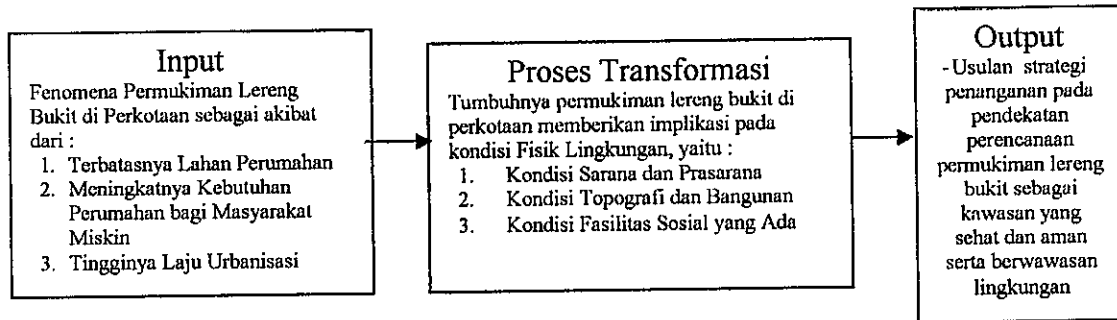 Input
Fenomena Permukiman Lereng
Bukit di Perkotaan sebagai akibat
dari :
1. Terbatasnya Lahan Perumahan
2. Meningkatnya Kebutuhan
Perumahan bagi Masyarakat
Miskin
3. Tingginya Laju Urbanisasi
Proses Transformasi
Tumbuhnya permukiman lereng bukit di
perkotaan memberikan implikasi pada
kondisi Fisik Lingkungan, yaitu :
1. Kondisi Sarana dan Prasarana
2. Kondisi Topografi dan Bangunan
3. Kondisi Fasilitas Sosial yang Ada
Output
-Usulan strategi
penanganan pada
pendekatan
perencanaan
permukiman lereng
bukit sebagai
kawasan yang
sehat dan aman
serta berwawasan
lingkungan